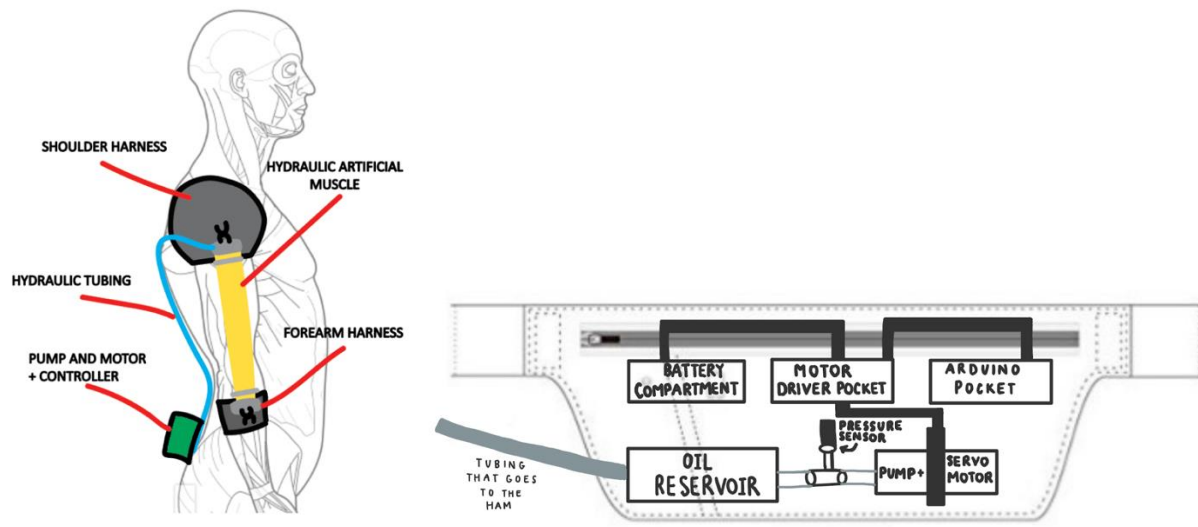 SHOULDER HARNESS
HYDRAULIC ARTIFICIAL
MUSCLE
HYDRAULIC TUBING
FOREARM HARNESS
PUMP AND MOTOR
+ CONTROLLER
BATTERY
COMPARTMENT
MOTOR
DRIVER POCKET
ARDUINO
POCKET
PRESSURE
SENSOR
TUBING
THAT GOES
TO THE
HAM
OIL
RESERVOIR
PUMP+
SERVO
MOTOR